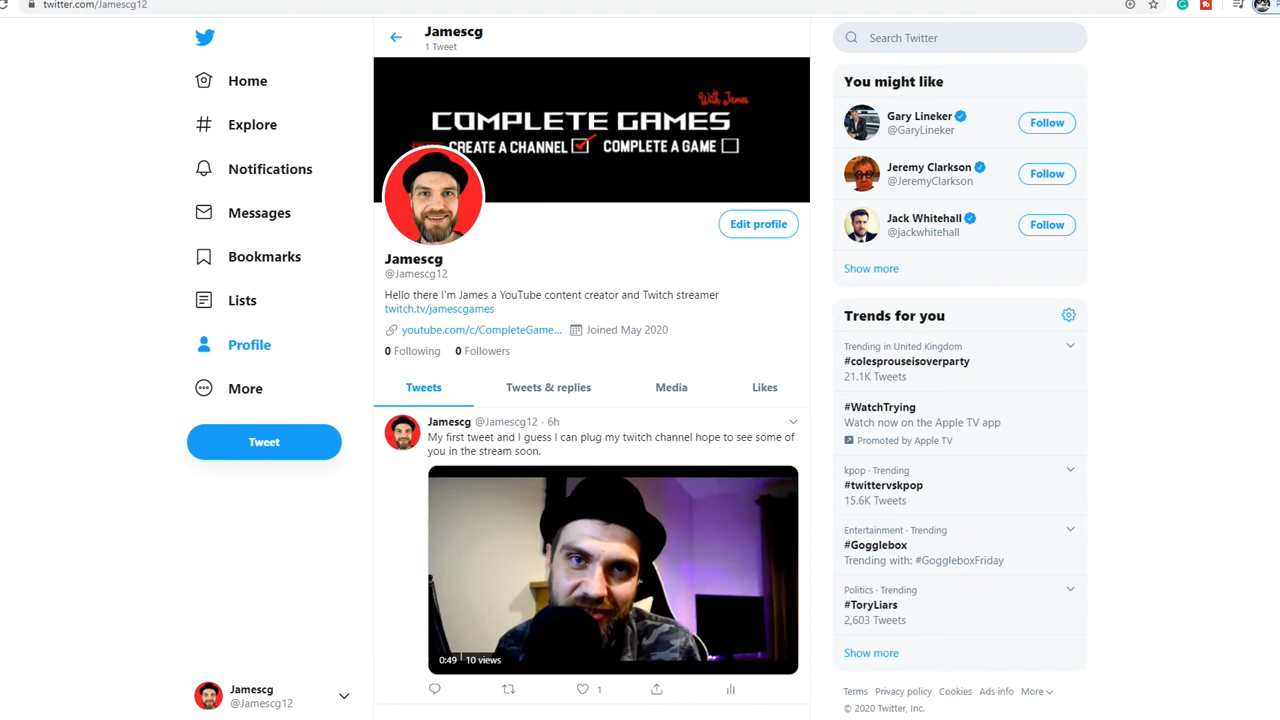 twitter.com/Jamescg12
Home
Explore
Notifications
Messages
Bookmarks
Lists
Profile
More
Tweet
Jamescg
@Jamescg12
Jamescg
1 Tweet
With James
COMPLETE GAMES
CREATE A CHANNEL COMPLETE A GAME
Edit profile
Jamescg
@Jamescg12
Hello there I'm James a YouTube content creator and Twitch streamer
twitch.tv/jamescgames
youtube.com/c/CompleteGame... Joined May 2020
0 Following 0 Followers
Tweets Tweets & replies Media Likes
Jamescg @Jamescg12 · 6h
My first tweet and I guess I can plug my twitch channel hope to see some of
you in the stream soon.
0:49 10 views
1
Search Twitter
You might like
Gary Lineker
@GaryLineker
Follow
Jeremy Clarkson
@JeremyClarkson
Follow
Jack Whitehall
@jackwhitehall
Follow
Show more
Trends for you
Trending in United Kingdom
#colesprouseisoverparty
21.1K Tweets
#WatchTrying
Watch now on the Apple TV app
Promoted by Apple TV
kpop · Trending
#twittervskpop
15.6K Tweets
Entertainment · Trending
#Gogglebox
Trending with: #GoggleboxFriday
Politics · Trending
#ToryLiars
2,603 Tweets
Show more
Terms Privacy policy Cookies Ads info More
© 2020 Twitter, Inc.